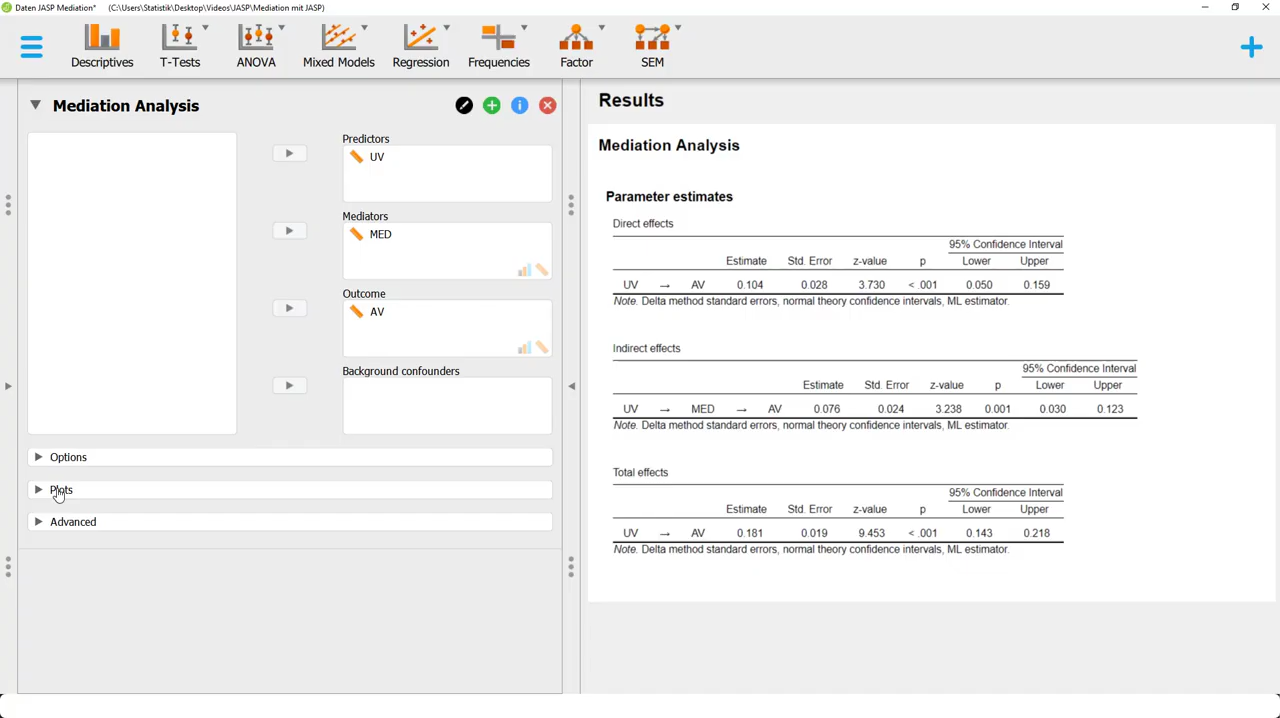 Daten JASP Mediation* (C:\Users\Statistik\Desktop\Videos\JASP\Mediation mit JASP)
Descriptives T-Tests ANOVA Mixed Models Regression Frequencies Factor SEM
Mediation Analysis
Predictors
UV
Mediators
MED
Outcome
AV
Background confounders
Options
Plots
Advanced
Results
Mediation Analysis
Parameter estimates
Direct effects
95% Confidence Interval
Estimate Std. Error z-value p Lower Upper
UV → AV 0.104 0.028 3.730 < .001 0.050 0.159
Note. Delta method standard errors, normal theory confidence intervals, ML estimator.
Indirect effects
95% Confidence Interval
Estimate Std. Error z-value p Lower Upper
UV → MED → AV 0.076 0.024 3.238 0.001 0.030 0.123
Note. Delta method standard errors, normal theory confidence intervals, ML estimator.
Total effects
95% Confidence Interval
Estimate Std. Error z-value p Lower Upper
UV → AV 0.181 0.019 9.453 < .001 0.143 0.218
Note. Delta method standard errors, normal theory confidence intervals, ML estimator.